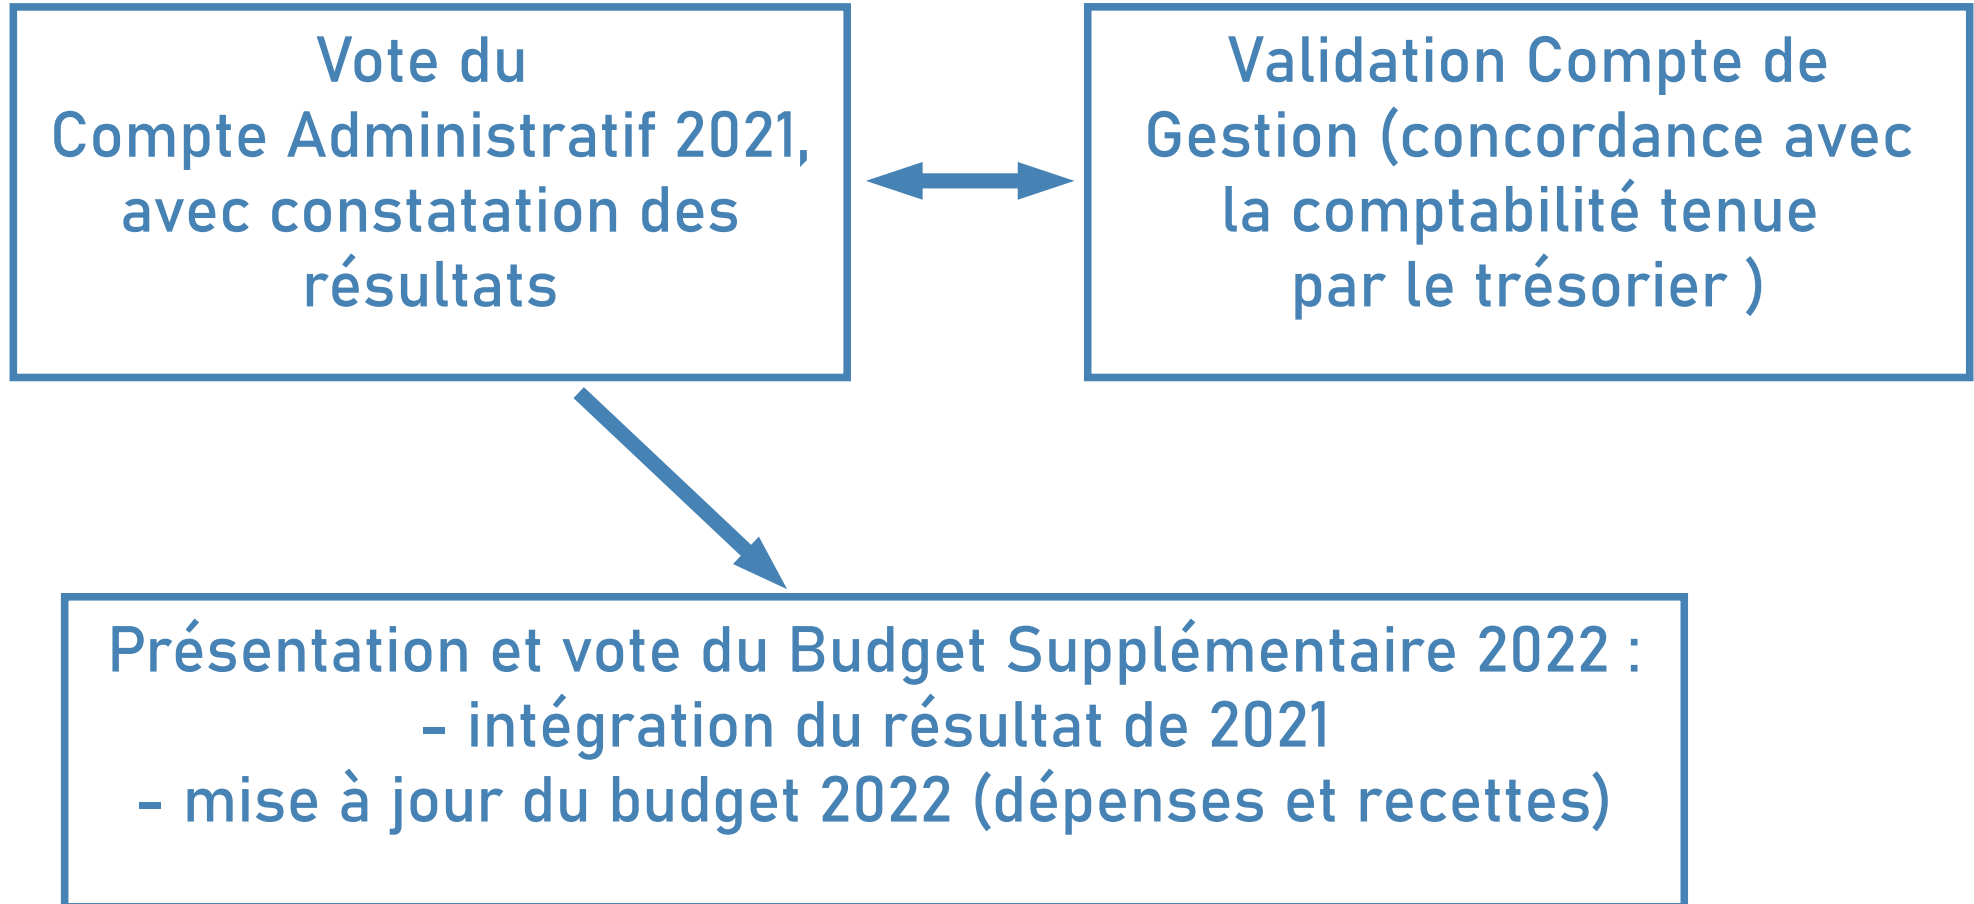 Vote du
Compte Administratif 2021,
avec constatation des
résultats
Validation Compte de
Gestion (concordance avec
la comptabilité tenue
par le trésorier )
Présentation et vote du Budget Supplémentaire 2022 :
- intégration du résultat de 2021
- mise à jour du budget 2022 (dépenses et recettes)